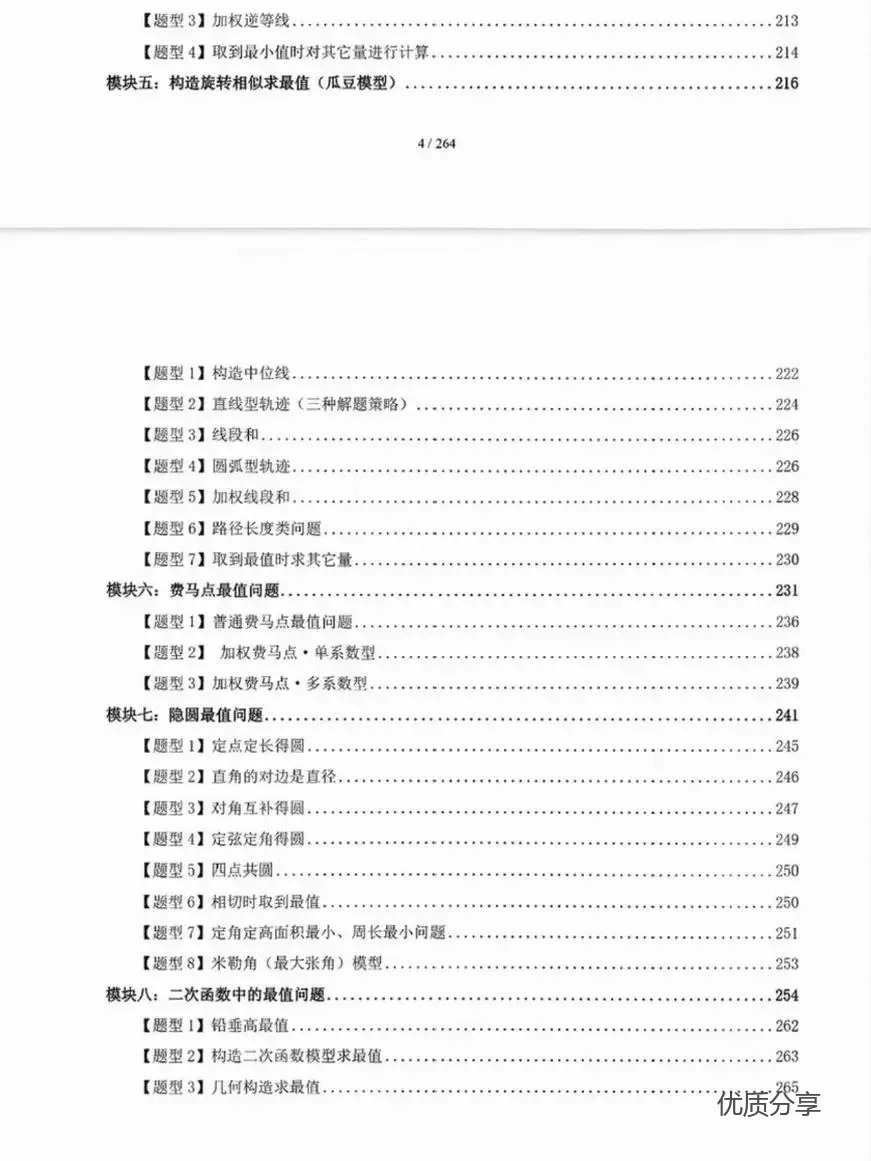 【题型 3】加权逆等线........213
【题型 4】取到最小值时对其它量进行计算........214
模块五：构造旋转相似求最值（瓜豆模型）........216
4 / 264
【题型 1】构造中位线........222
【题型 2】直线型轨迹（三种解题策略）........224
【题型 3】线段和........226
【题型 4】圆弧型轨迹........226
【题型 5】加权线段和........228
【题型 6】路径长度类问题........229
【题型 7】取到最值时求其它量........230
模块六：费马点最值问题........231
【题型 1】普通费马点最值问题........236
【题型 2】 加权费马点·单系数型........238
【题型 3】加权费马点·多系数型........239
模块七：隐圆最值问题........241
【题型 1】定点定长得圆........245
【题型 2】直角的对边是直径........246
【题型 3】对角互补得圆........247
【题型 4】定弦定角得圆........249
【题型 5】四点共圆........250
【题型 6】相切时取到最值........250
【题型 7】定角定高面积最小、周长最小问题........251
【题型 8】米勒角（最大张角）模型........253
模块八：二次函数中的最值问题........254
【题型 1】铅垂高最值........262
【题型 2】构造二次函数模型求最值........263
【题型 3】几何构造求最值........265
优质分享